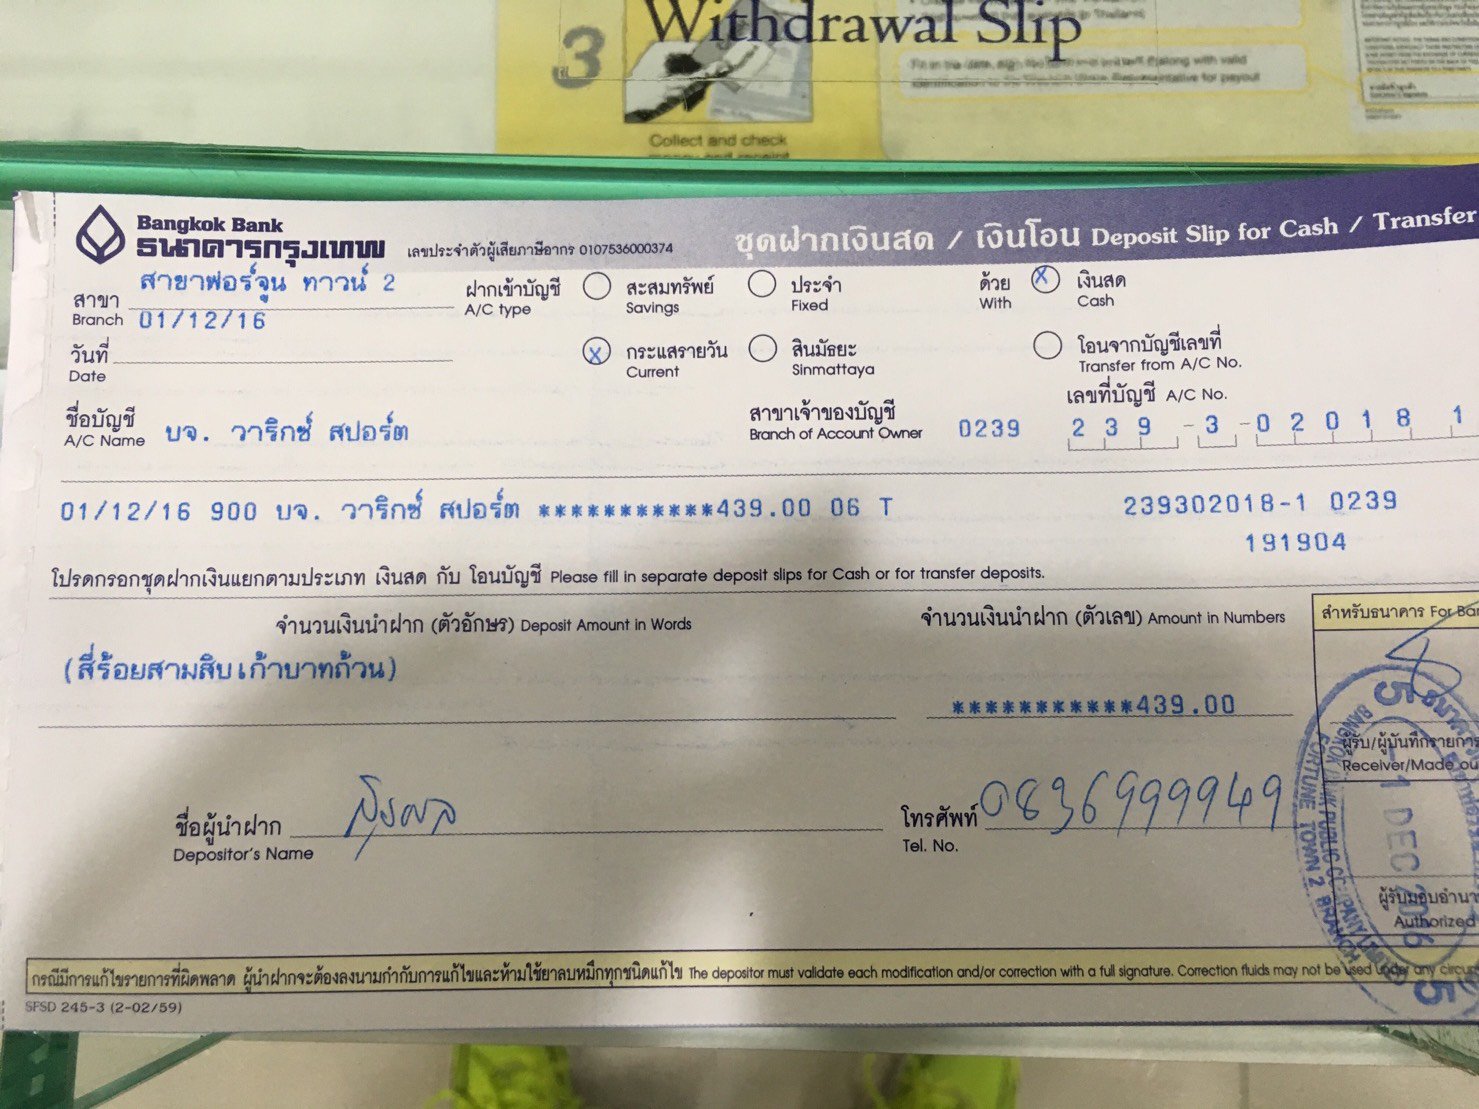 3
Withdrawal Slip
Collect and check
Bangkok Bank
ธนาคารกรุงเทพ
เลขประจำตัวผู้เสียภาษีอากร 0107536000374
ชุดฝากเงินสด / เงินโอน Deposit Slip for Cash / Transfer
สาขา สาขาฟอร์จูน ทาวน์ 2
Branch 01/12/16
วันที่
Date
ฝากเข้าบัญชี
A/C type
สะสมทรัพย์
Savings
ประจำ
Fixed
ด้วย
With
X เงินสด
Cash
X กระแสรายวัน
Current
สินมัธยะ
Sinmattaya
โอนจากบัญชีเลขที่
Transfer from A/C No.
ชื่อบัญชี
A/C Name บจ. วาริกซ์ สปอร์ต
สาขาเจ้าของบัญชี
Branch of Account Owner 0239
เลขที่บัญชี A/C No.
2 3 9 - 3 - 0 2 0 1 8 1
01/12/16 900 บจ. วาริกซ์ สปอร์ต ***********439.00 06 T 239302018-1 0239
191904
โปรดกรอกชุดฝากเงินแยกตามประเภท เงินสด กับ โอนบัญชี Please fill in separate deposit slips for Cash or for transfer deposits.
จำนวนเงินนำฝาก (ตัวอักษร) Deposit Amount in Words
จำนวนเงินนำฝาก (ตัวเลข) Amount in Numbers
สำหรับธนาคาร For
(สี่ร้อยสามสิบเก้าบาทถ้วน)
***********439.00
ผู้รับ/ผู้บันทึกรายการ
Receiver/Made
ชื่อผู้นำฝาก
Depositor's Name
โทรศัพท์ 0836999949
Tel. No.
Authorized
BANGKOK BANK PUBLIC COMPANY LIMITED
FORTUNE TOWN 2 BRANCH
5
-1 DEC 2016
5
กรณีมีการแก้ไขรายการที่ผิดพลาด ผู้นำฝากจะต้องลงนามกำกับการแก้ไขและห้ามใช้ยาลบหมึกทุกชนิดแก้ไข The depositor must validate each modification and/or correction with a full signature. Correction fluids may not be used under any
SFSD 245-3 (2-02/59)